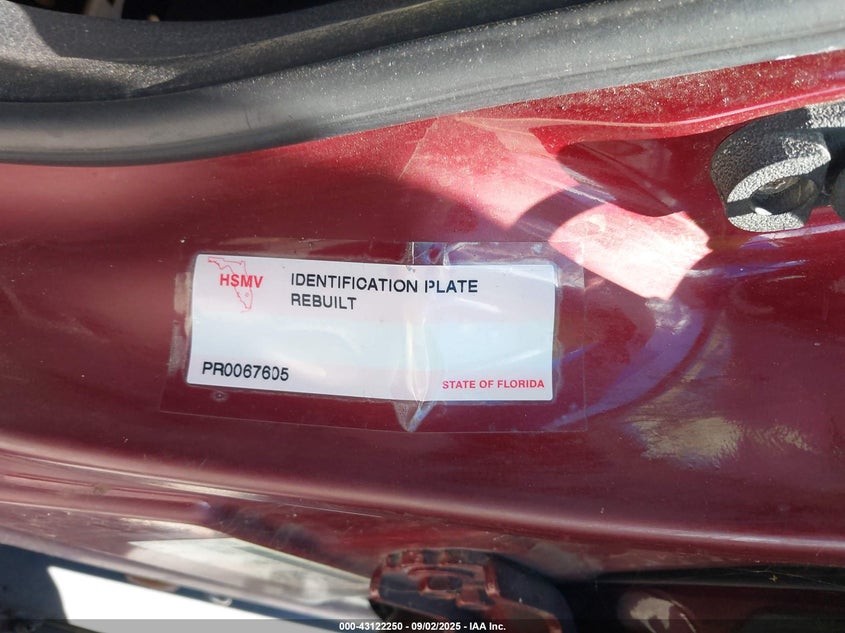 HSMV
IDENTIFICATION PLATE
REBUILT
PR0067605
STATE OF FLORIDA
000-43122250 - 09/02/2025 - IAA Inc.